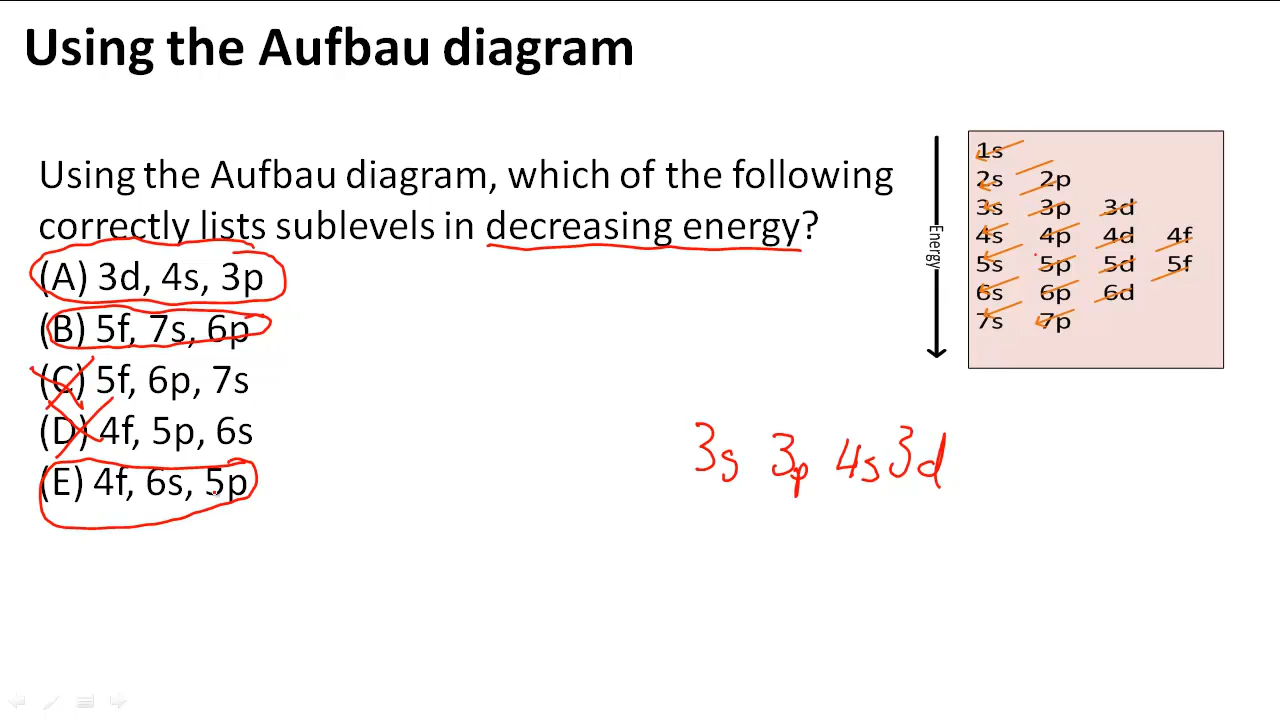 Using the Aufbau diagram
Using the Aufbau diagram, which of the following
correctly lists sublevels in decreasing energy?
(A) 3d, 4s, 3p
(B) 5f, 7s, 6p
(C) 5f, 6p, 7s
(D) 4f, 5p, 6s
(E) 4f, 6s, 5p
Energy
1s
2s 2p
3s 3p 3d
4s 4p 4d 4f
5s 5p 5d 5f
6s 6p 6d
7s 7p
3s 3p 4s 3d